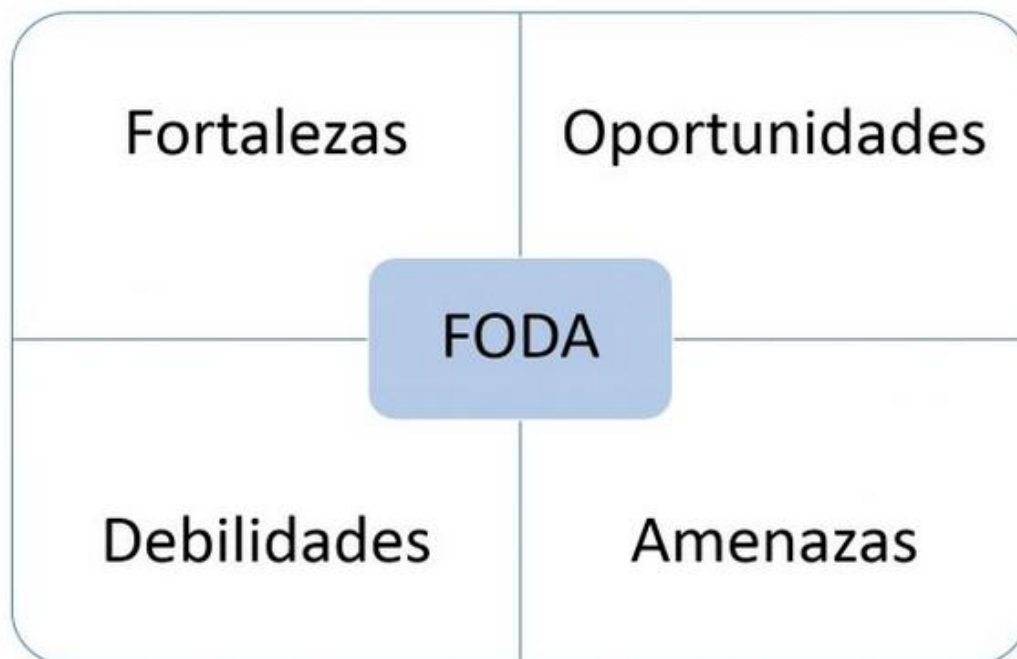 Fortalezas
Oportunidades
FODA
Debilidades
Amenazas